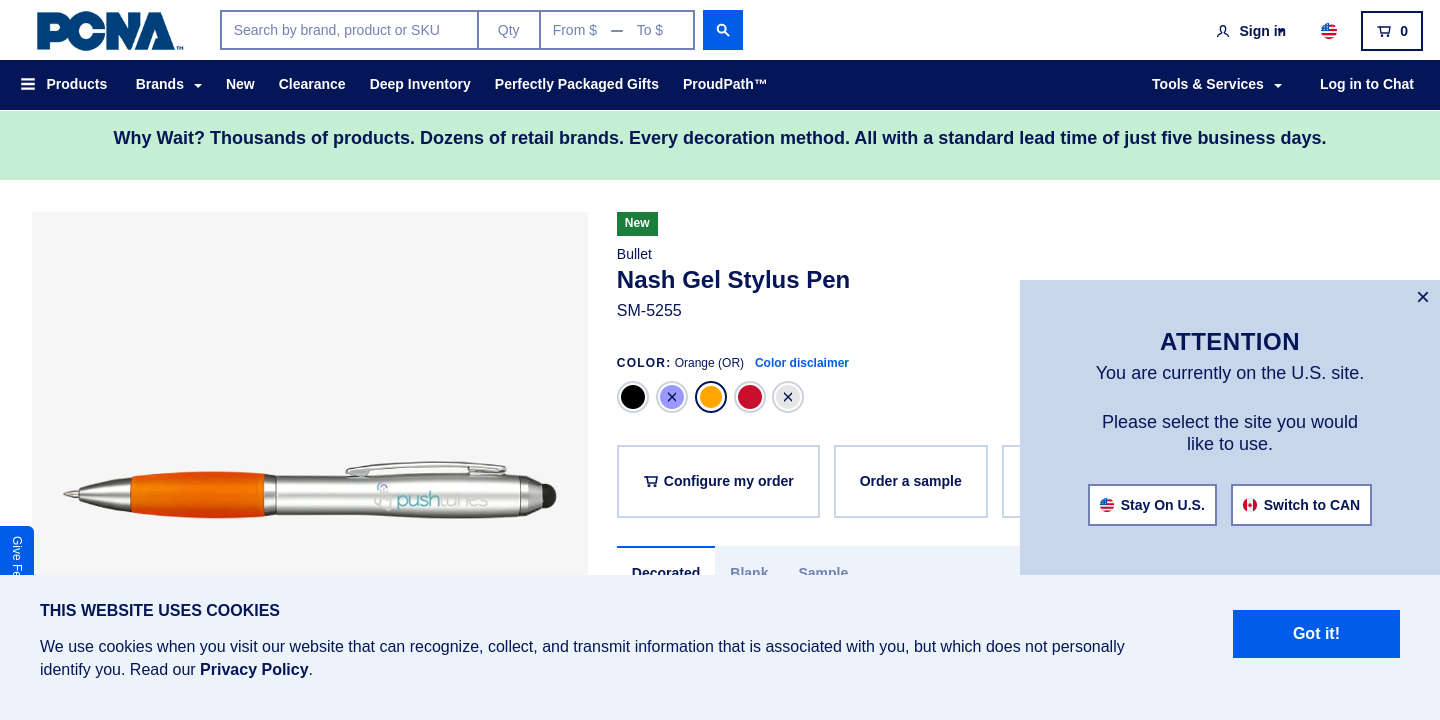 PCNA™
Search by brand, product or SKU
Qty
From $ — To $
Sign in
0
Products
Brands
New
Clearance
Deep Inventory
Perfectly Packaged Gifts
ProudPath™
Tools & Services
Log in to Chat
Why Wait? Thousands of products. Dozens of retail brands. Every decoration method. All with a standard lead time of just five business days.
New
Bullet
Nash Gel Stylus Pen
SM-5255
COLOR: Orange (OR) Color disclaimer
Configure my order
Order a sample
pushtunes
Decorated
Blank
Sample
×
ATTENTION
You are currently on the U.S. site.
Please select the site you would
like to use.
Stay On U.S.
Switch to CAN
Give Fe
THIS WEBSITE USES COOKIES
We use cookies when you visit our website that can recognize, collect, and transmit information that is associated with you, but which does not personally
identify you. Read our Privacy Policy.
Got it!